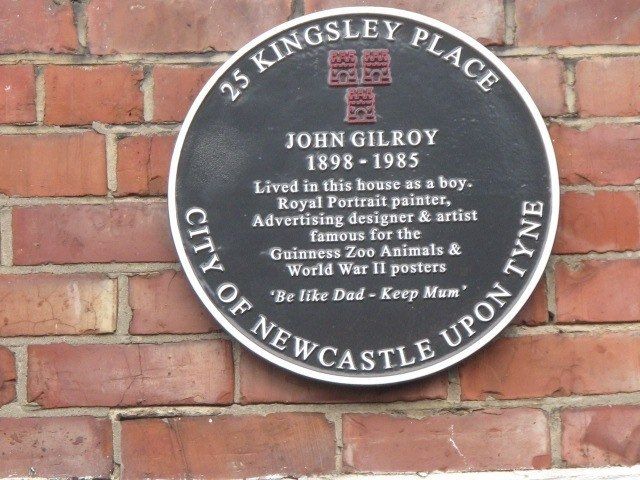 25 KINGSLEY PLACE
JOHN GILROY
1898 - 1985
Lived in this house as a boy.
Royal Portrait painter,
Advertising designer & artist
famous for the
Guinness Zoo Animals &
World War II posters
'Be like Dad - Keep Mum'
CITY OF NEWCASTLE UPON TYNE